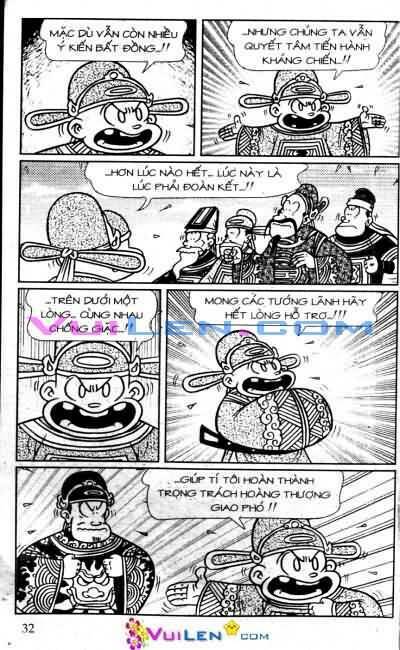 MẶC DÙ VẪN CÒN NHIỀU
Ý KIẾN BẤT ĐỒNG...!!
...NHƯNG CHÚNG TA VẪN
QUYẾT TÂM TIẾN HÀNH
KHÁNG CHIẾN...!!
...HƠN LÚC NÀO HẾT... LÚC NÀY LÀ
LÚC PHẢI ĐOÀN KẾT...!!
...TRÊN DƯỚI MỘT
LÒNG... CÙNG NHAU
CHỐNG GIẶC...!
MONG CÁC TƯỚNG LÃNH HÃY
HẾT LÒNG HỖ TRỢ...!!!
VUILEN.COM
...GIÚP TÍ TÔI HOÀN THÀNH
TRỌNG TRÁCH HOÀNG THƯỢNG
GIAO PHÓ!!
32
VUILEN COM